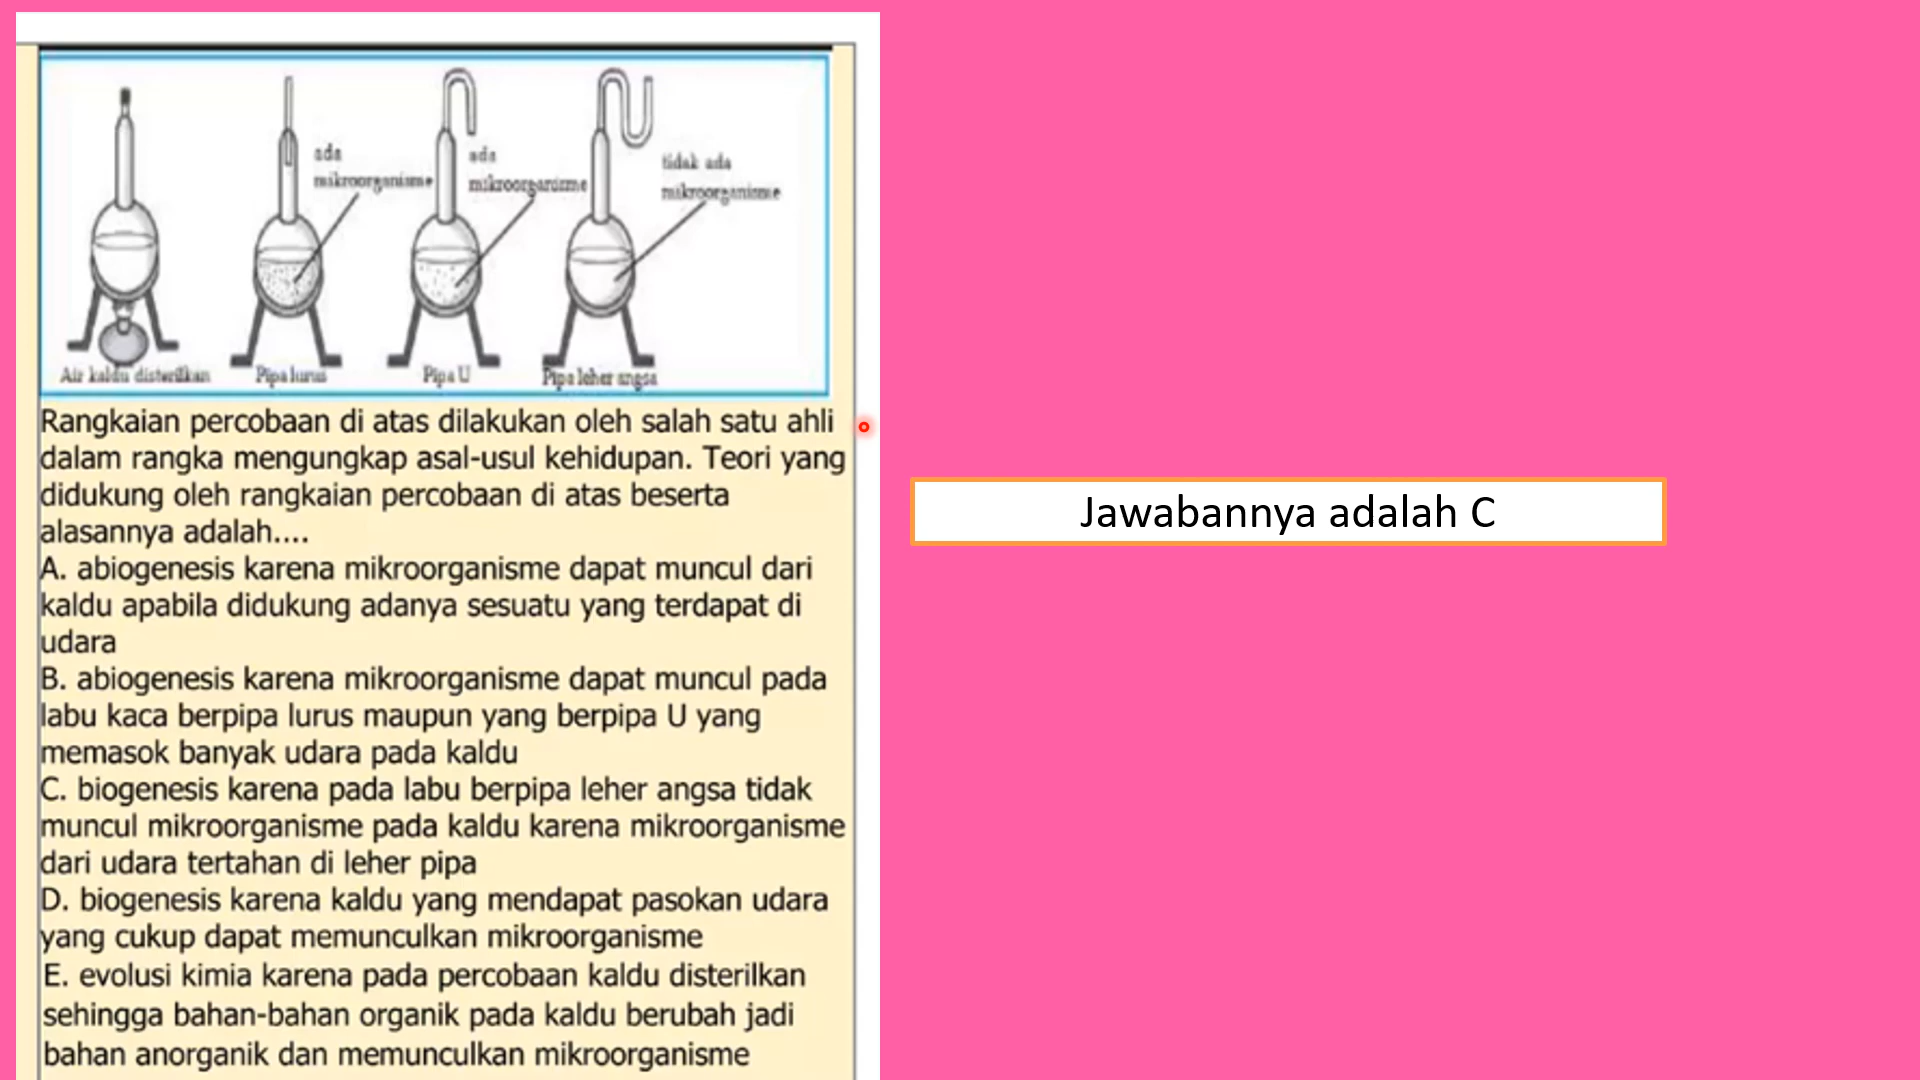 ada
mikroorganisme
ada
mikroorganisme
tidak ada
mikroorganisme
Air kaldu disterilkan
Pipa lurus
Pipa U
Pipa leher angsa
Rangkaian percobaan di atas dilakukan oleh salah satu ahli
dalam rangka mengungkap asal-usul kehidupan. Teori yang
didukung oleh rangkaian percobaan di atas beserta
alasannya adalah....
A. abiogenesis karena mikroorganisme dapat muncul dari
kaldu apabila didukung adanya sesuatu yang terdapat di
udara
B. abiogenesis karena mikroorganisme dapat muncul pada
labu kaca berpipa lurus maupun yang berpipa U yang
memasok banyak udara pada kaldu
C. biogenesis karena pada labu berpipa leher angsa tidak
muncul mikroorganisme pada kaldu karena mikroorganisme
dari udara tertahan di leher pipa
D. biogenesis karena kaldu yang mendapat pasokan udara
yang cukup dapat memunculkan mikroorganisme
E. evolusi kimia karena pada percobaan kaldu disterilkan
sehingga bahan-bahan organik pada kaldu berubah jadi
bahan anorganik dan memunculkan mikroorganisme
Jawabannya adalah C